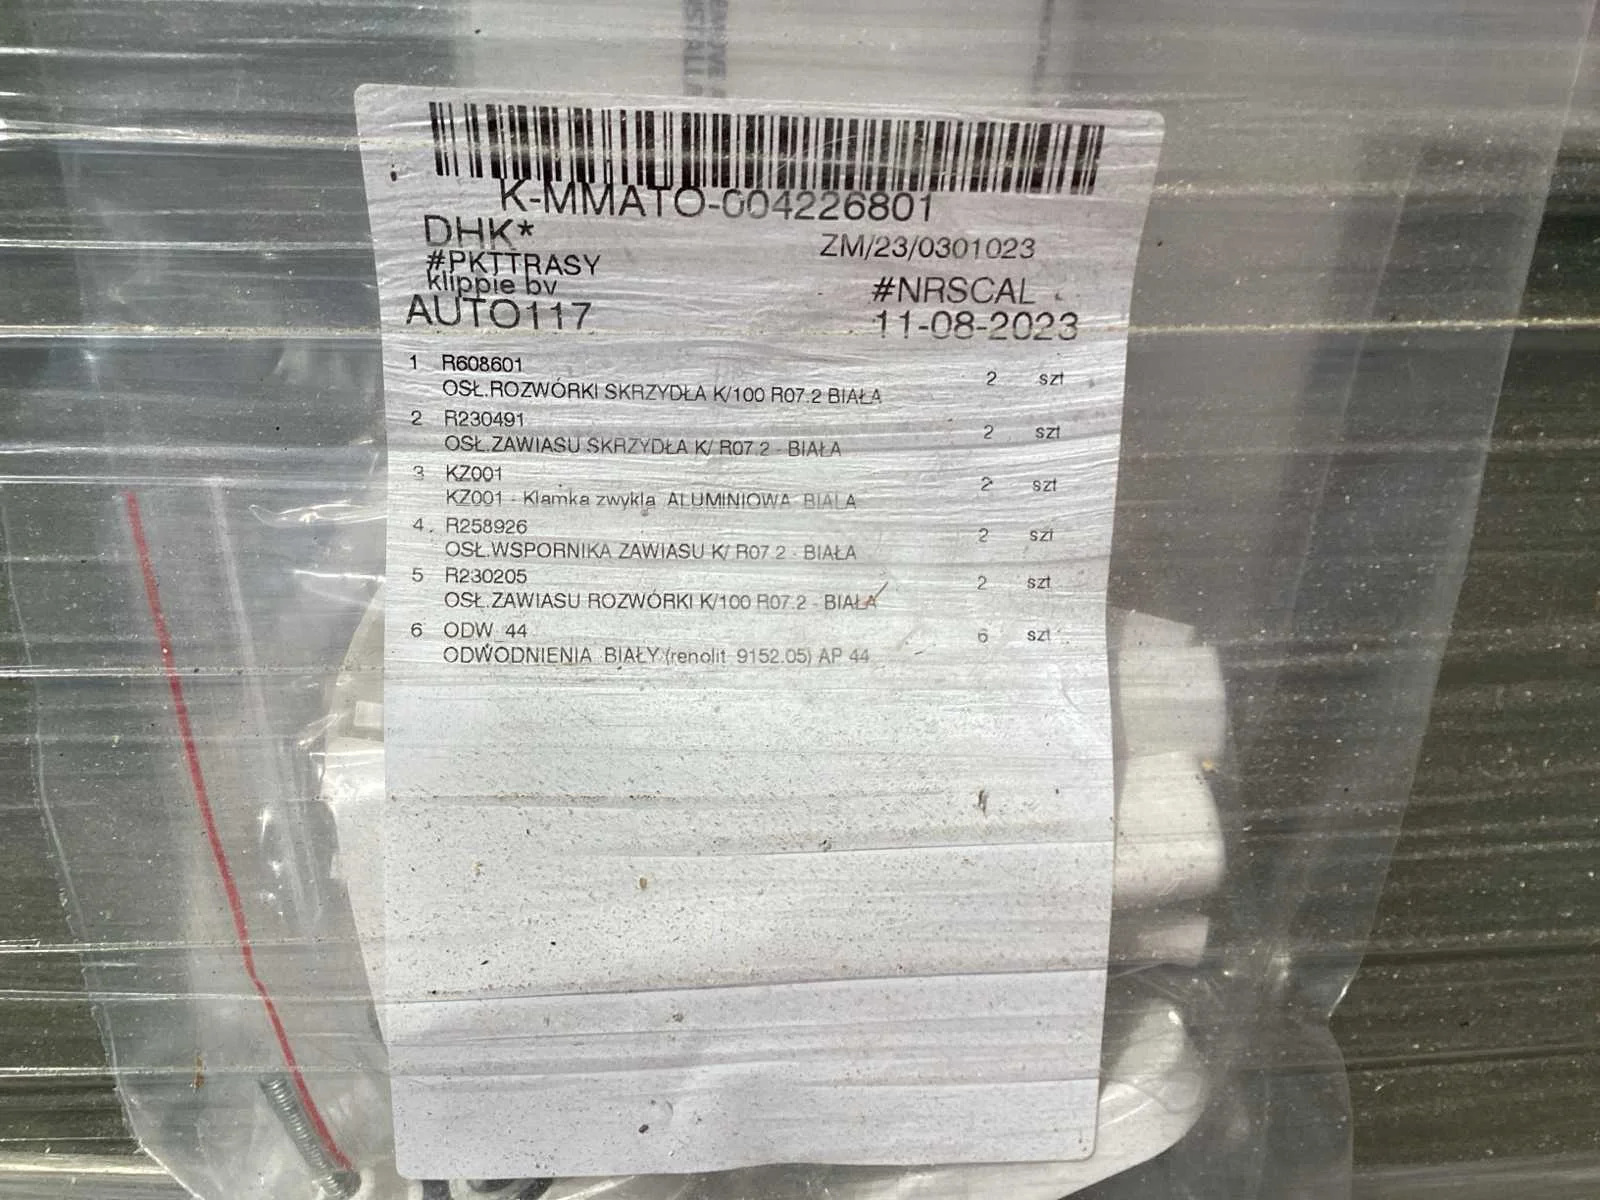 K-MMATO-004226801
DHK*
ZM/23/0301023
#PKTTRASY
klippie bv
#NRSCAL
AUTO117
11-08-2023
1 R608601
OSŁ.ROZWÓRKI SKRZYDŁA K/100 R07.2 BIAŁA 2 szt
2 R230491
OSŁ.ZAWIASU SKRZYDŁA K/ R07.2 - BIAŁA 2 szt
3 KZ001
KZ001 - Klamka zwykla ALUMINIOWA BIALA 2 szt
4 R258926
OSŁ.WSPORNIKA ZAWIASU K/ R07.2 - BIAŁA 2 szt
5 R230205
OSŁ.ZAWIASU ROZWÓRKI K/100 R07.2 - BIAŁA 2 szt
6 ODW_44
ODWODNIENIA BIAŁY (renolit 9152.05) AP 44 6 szt